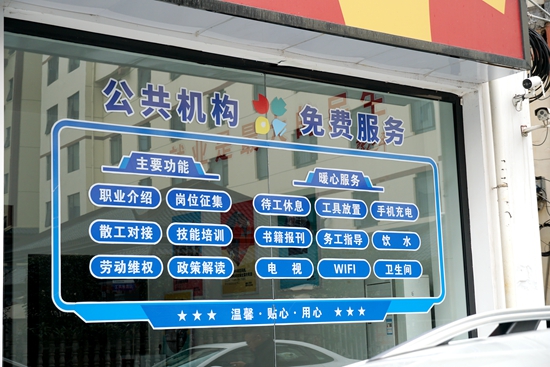 公共机构 免费服务
主要功能
职业介绍 岗位征集
散工对接 技能培训
劳动维权 政策解读
暖心服务
待工休息 工具放置 手机充电
书籍报刊 务工指导 饮水
电视 WIFI 卫生间
★★★ 温馨·贴心·用心 ★★★